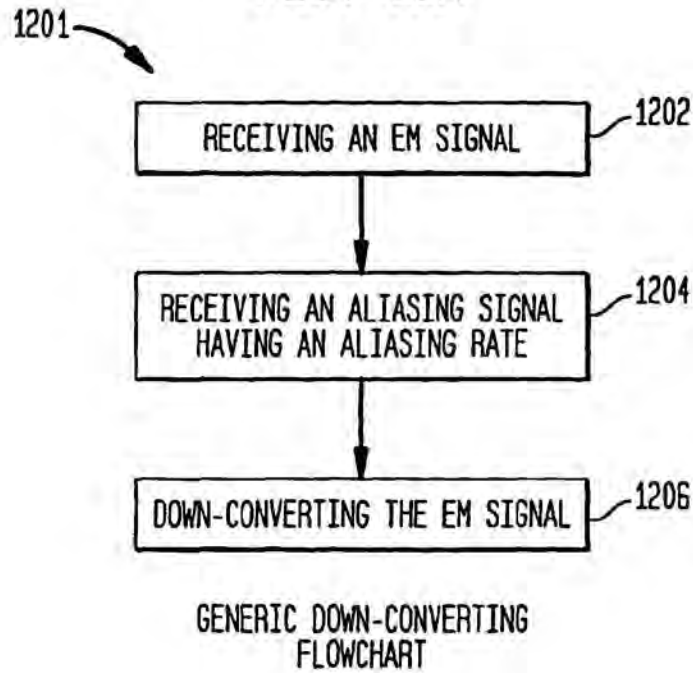 1201
RECEIVING AN EM SIGNAL
1202
RECEIVING AN ALIASING SIGNAL
HAVING AN ALIASING RATE
1204
DOWN-CONVERTING THE EM SIGNAL
1206
GENERIC DOWN-CONVERTING
FLOWCHART